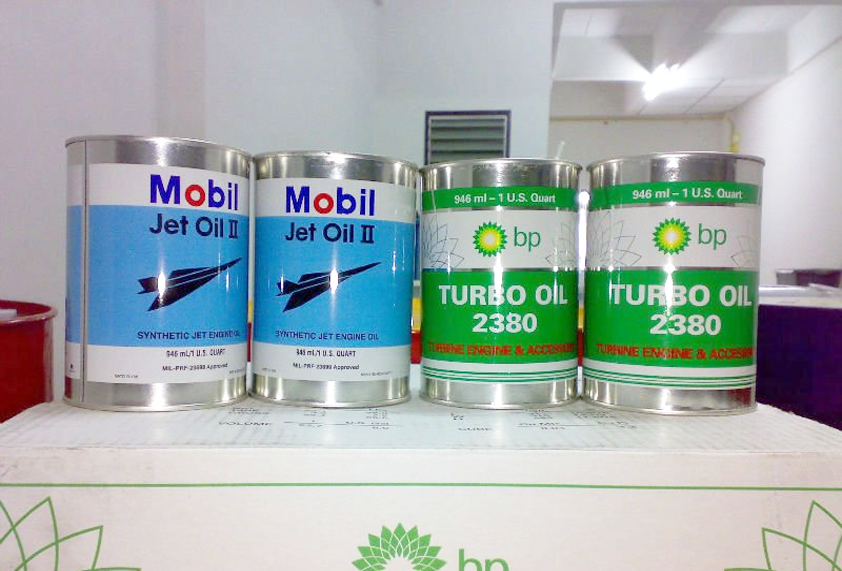 Mobil
Jet Oil II
SYNTHETIC JET ENGINE OIL
946 ml/1 U.S. QUART
MIL-PRF-23699 Approved
Mobil
Jet Oil II
SYNTHETIC JET ENGINE OIL
946 ml/1 U.S. QUART
MIL-PRF-23699 Approved
946 ml – 1 U.S. Quart
bp
TURBO OIL
2380
TURBINE ENGINE &
946 ml – 1 U.S. Quart
bp
TURBO OIL
2380
TURBINE ENGINE &
VOLUME
CUBE
bp